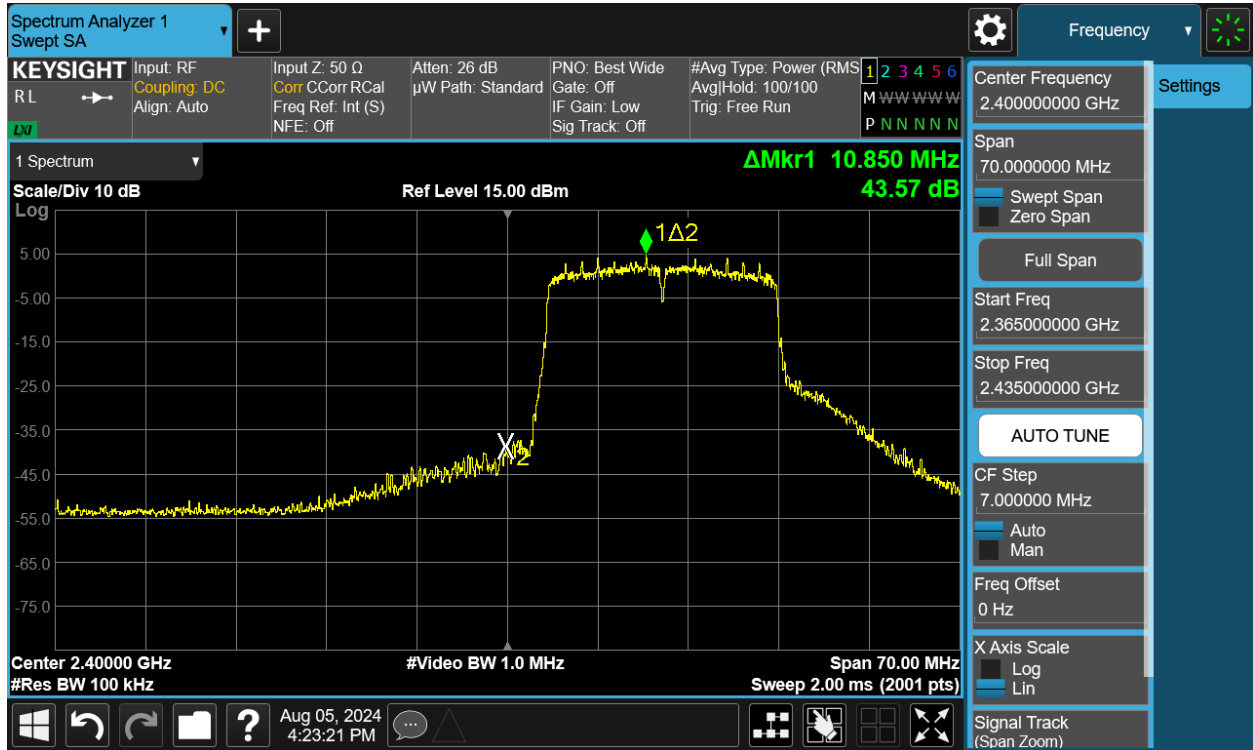 Spectrum Analyzer 1
Swept SA
Frequency
KEYSIGHT
R L
LXI
Input: RF
Coupling: DC
Align: Auto
Input Z: 50 Ω
Corr CCorr RCal
Freq Ref: Int (S)
NFE: Off
Atten: 26 dB
µW Path: Standard
PNO: Best Wide
Gate: Off
IF Gain: Low
Sig Track: Off
#Avg Type: Power (RMS
Avg|Hold: 100/100
Trig: Free Run
1 2 3 4 5 6
M W W W W W
P N N N N N
Settings
1 Spectrum
ΔMkr1 10.850 MHz
43.57 dB
Scale/Div 10 dB
Ref Level 15.00 dBm
Log
5.00
-5.00
-15.0
-25.0
-35.0
-45.0
-55.0
-65.0
-75.0
1Δ2
X
2
Center 2.40000 GHz
#Video BW 1.0 MHz
Span 70.00 MHz
#Res BW 100 kHz
Sweep 2.00 ms (2001 pts)
Center Frequency
2.400000000 GHz
Span
70.0000000 MHz
Swept Span
Zero Span
Full Span
Start Freq
2.365000000 GHz
Stop Freq
2.435000000 GHz
AUTO TUNE
CF Step
7.000000 MHz
Auto
Man
Freq Offset
0 Hz
X Axis Scale
Log
Lin
Signal Track
(Span Zoom)
?
Aug 05, 2024
4:23:21 PM